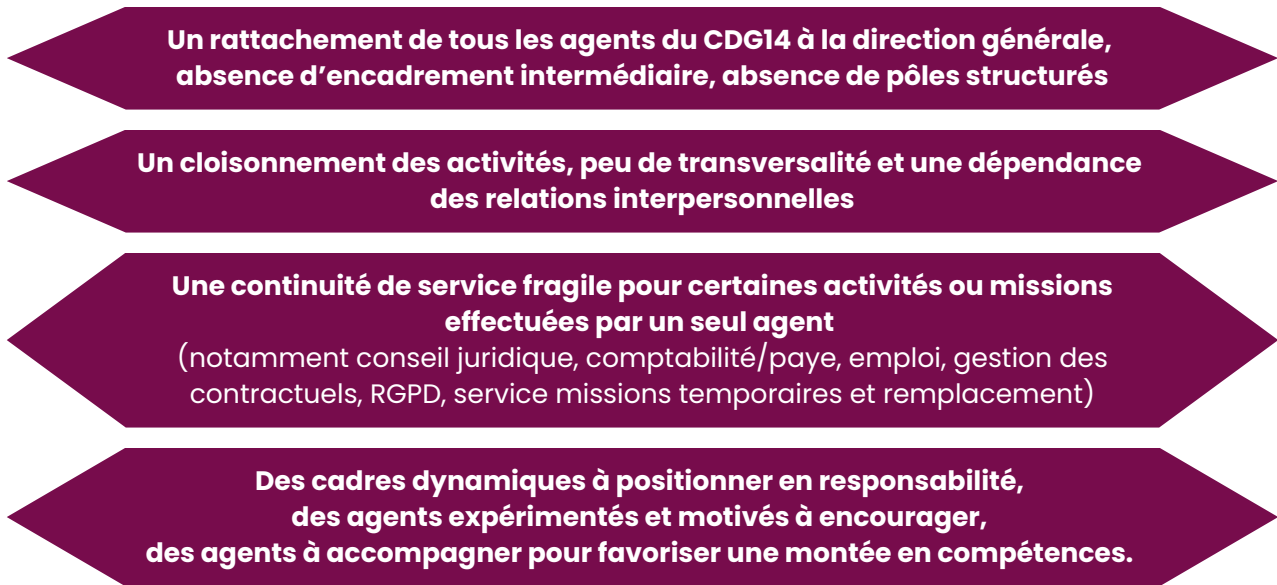 Un rattachement de tous les agents du CDG14 à la direction générale,
absence d’encadrement intermédiaire, absence de pôles structurés
Un cloisonnement des activités, peu de transversalité et une dépendance
des relations interpersonnelles
Une continuité de service fragile pour certaines activités ou missions
effectuées par un seul agent
(notamment conseil juridique, comptabilité/paye, emploi, gestion des
contractuels, RGPD, service missions temporaires et remplacement)
Des cadres dynamiques à positionner en responsabilité,
des agents expérimentés et motivés à encourager,
des agents à accompagner pour favoriser une montée en compétences.